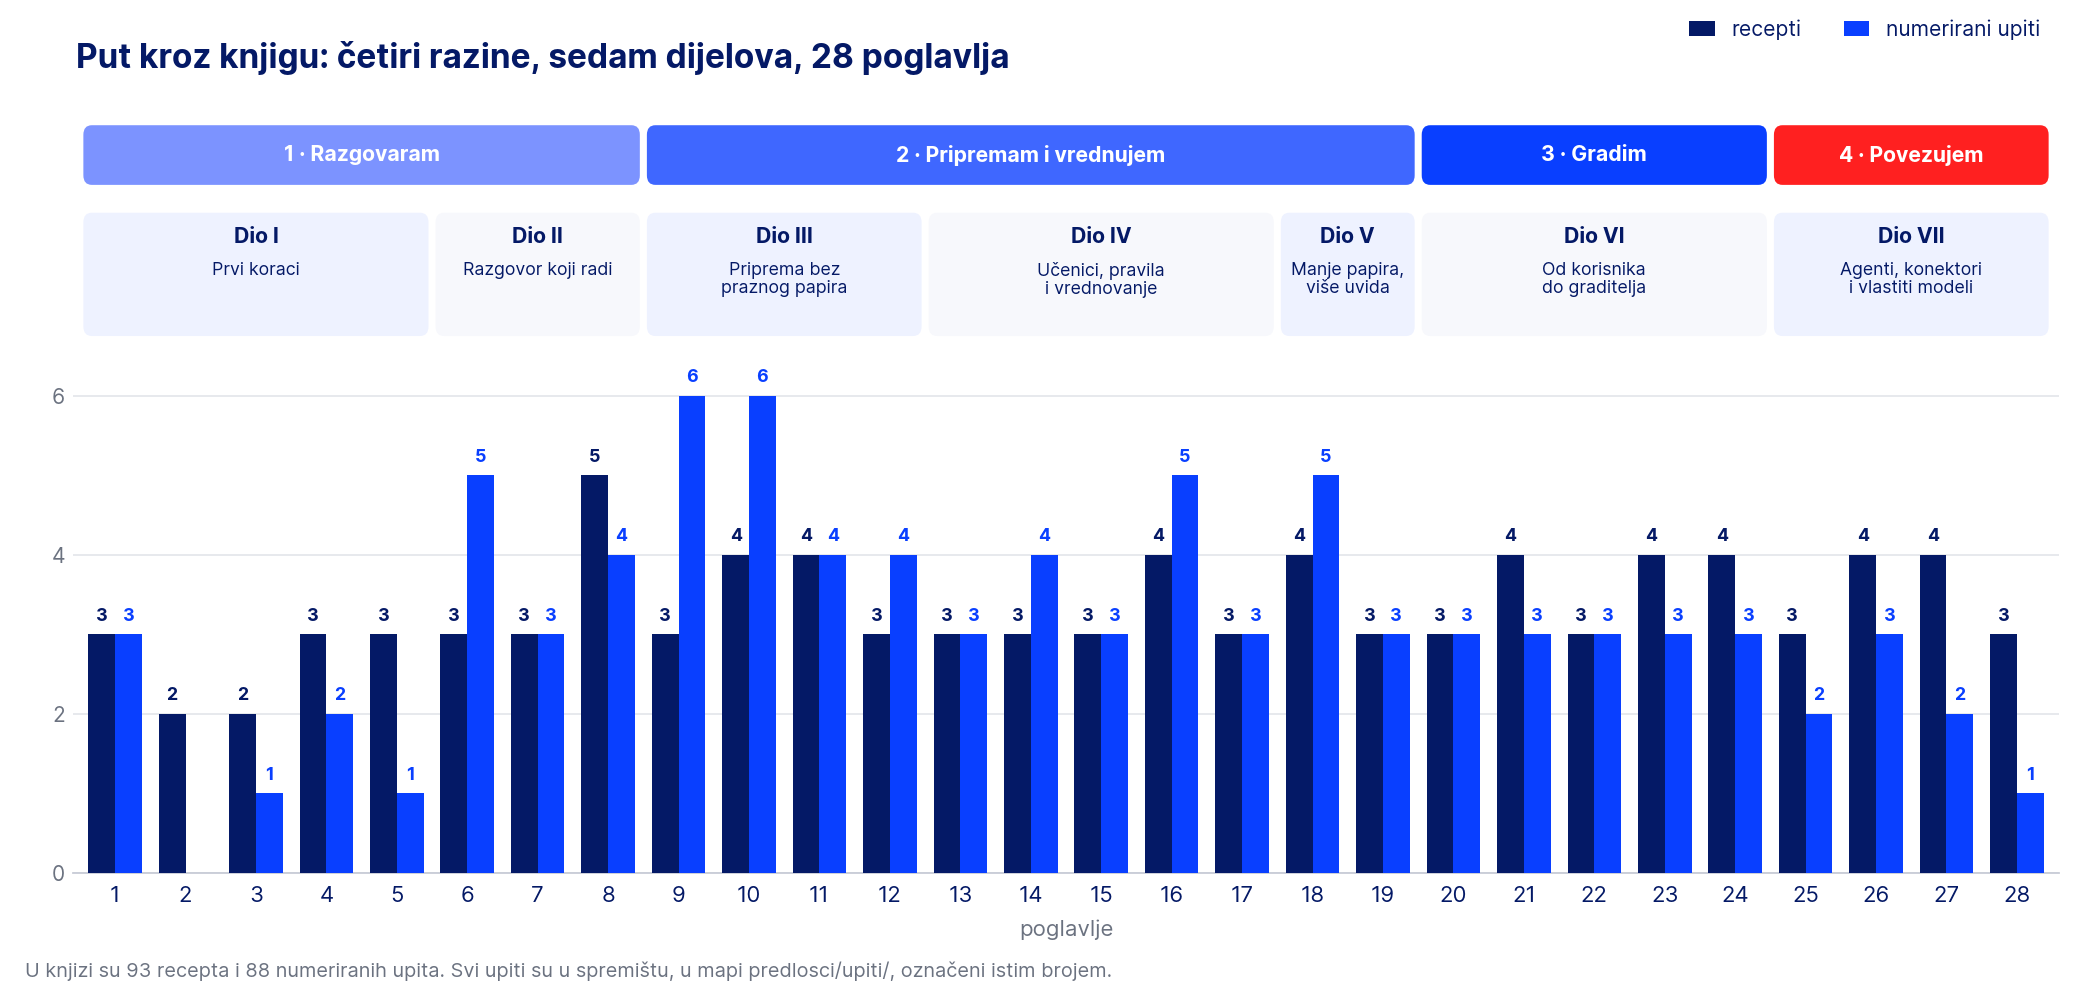 recepti numerirani upiti
Put kroz knjigu: četiri razine, sedam dijelova, 28 poglavlja
1 · Razgovaram 2 · Pripremam i vrednujem 3 · Gradim 4 · Povezujem
Dio I Dio II Dio III Dio IV Dio V Dio VI Dio VII
Prvi koraci Razgovor koji radi Priprema bez Učenici, pravila Manje papira, Od korisnika Agenti, konektori
praznog papira i vrednovanje više uvida do graditelja i vlastiti modeli
6 6
6
5 5 5 5
4 4 4 4 4 4 4 4 4 4 4 4 4
4
3 3 3 3 3 3 3 3 3 3 3 3 3 3 3 3 3 3 3 3 3 3 3 3 3 3 3
2 2 2 2 2
2
1 1 1
0
1 2 3 4 5 6 7 8 9 10 11 12 13 14 15 16 17 18 19 20 21 22 23 24 25 26 27 28
poglavlje
U knjizi su 93 recepta i 88 numeriranih upita. Svi upiti su u spremištu, u mapi predlosci/upiti/, označeni istim brojem.